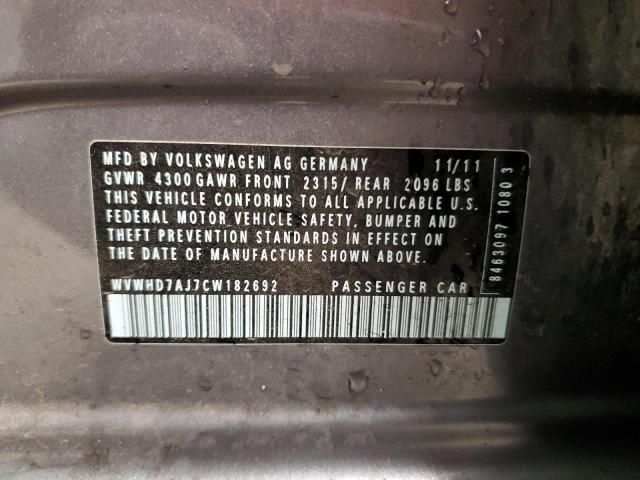 MFD BY VOLKSWAGEN AG GERMANY 11/11
GVWR 4300 GAWR FRONT 2315/ REAR 2096 LBS
THIS VEHICLE CONFORMS TO ALL APPLICABLE U.S.
FEDERAL MOTOR VEHICLE SAFETY, BUMPER AND
THEFT PREVENTION STANDARDS IN EFFECT ON
THE DATE OF MANUFACTURE SHOWN ABOVE.
WVWHD7AJ7CW182692 PASSENGER CAR
8463097 1080 3